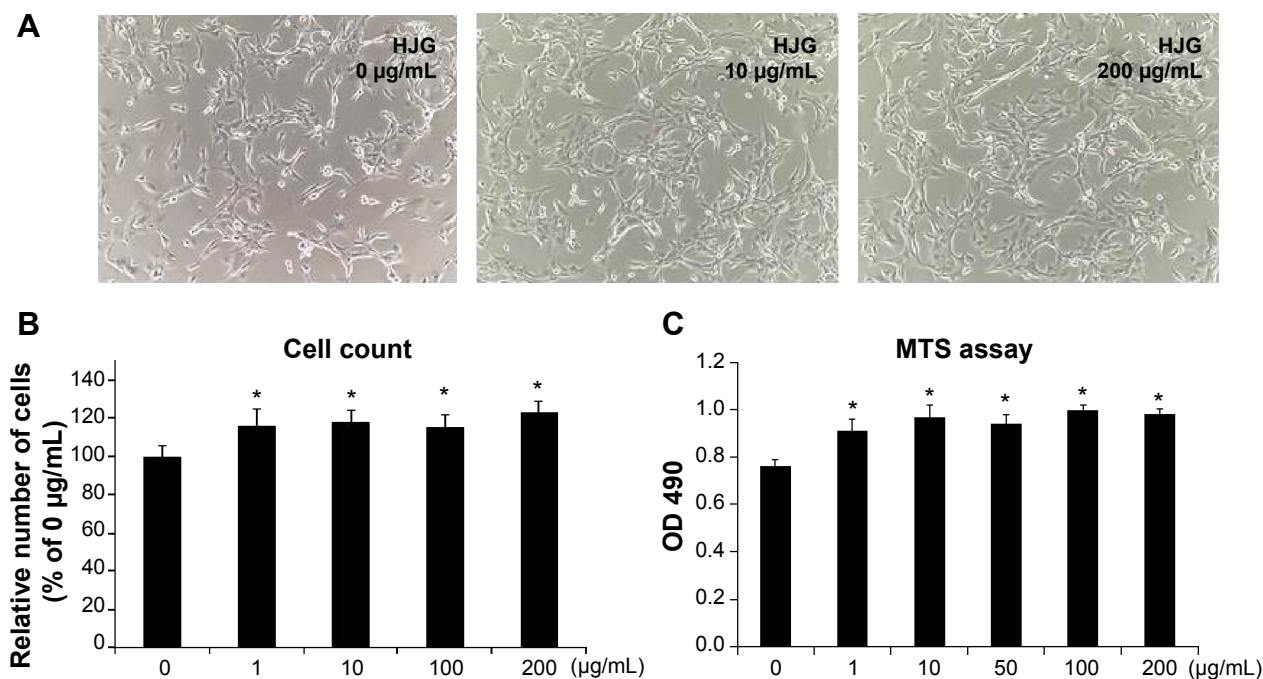 A
HJG
0 µg/mL
HJG
10 µg/mL
HJG
200 µg/mL
B
Cell count
Relative number of cells
(% of 0 µg/mL)
140
120
100
80
60
40
20
0
* * * *
0 1 10 100 200 (µg/mL)
C
MTS assay
OD 490
1.2
1.0
0.8
0.6
0.4
0.2
0.0
* * * * *
0 1 10 50 100 200 (µg/mL)